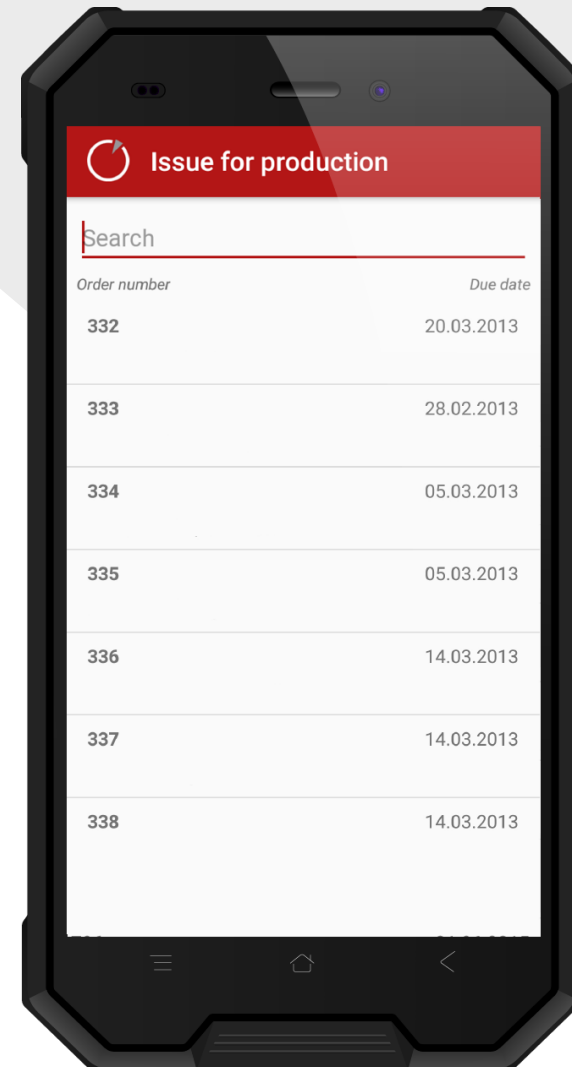 Issue for production
Search
Order number Due date
332 20.03.2013
333 28.02.2013
334 05.03.2013
335 05.03.2013
336 14.03.2013
337 14.03.2013
338 14.03.2013